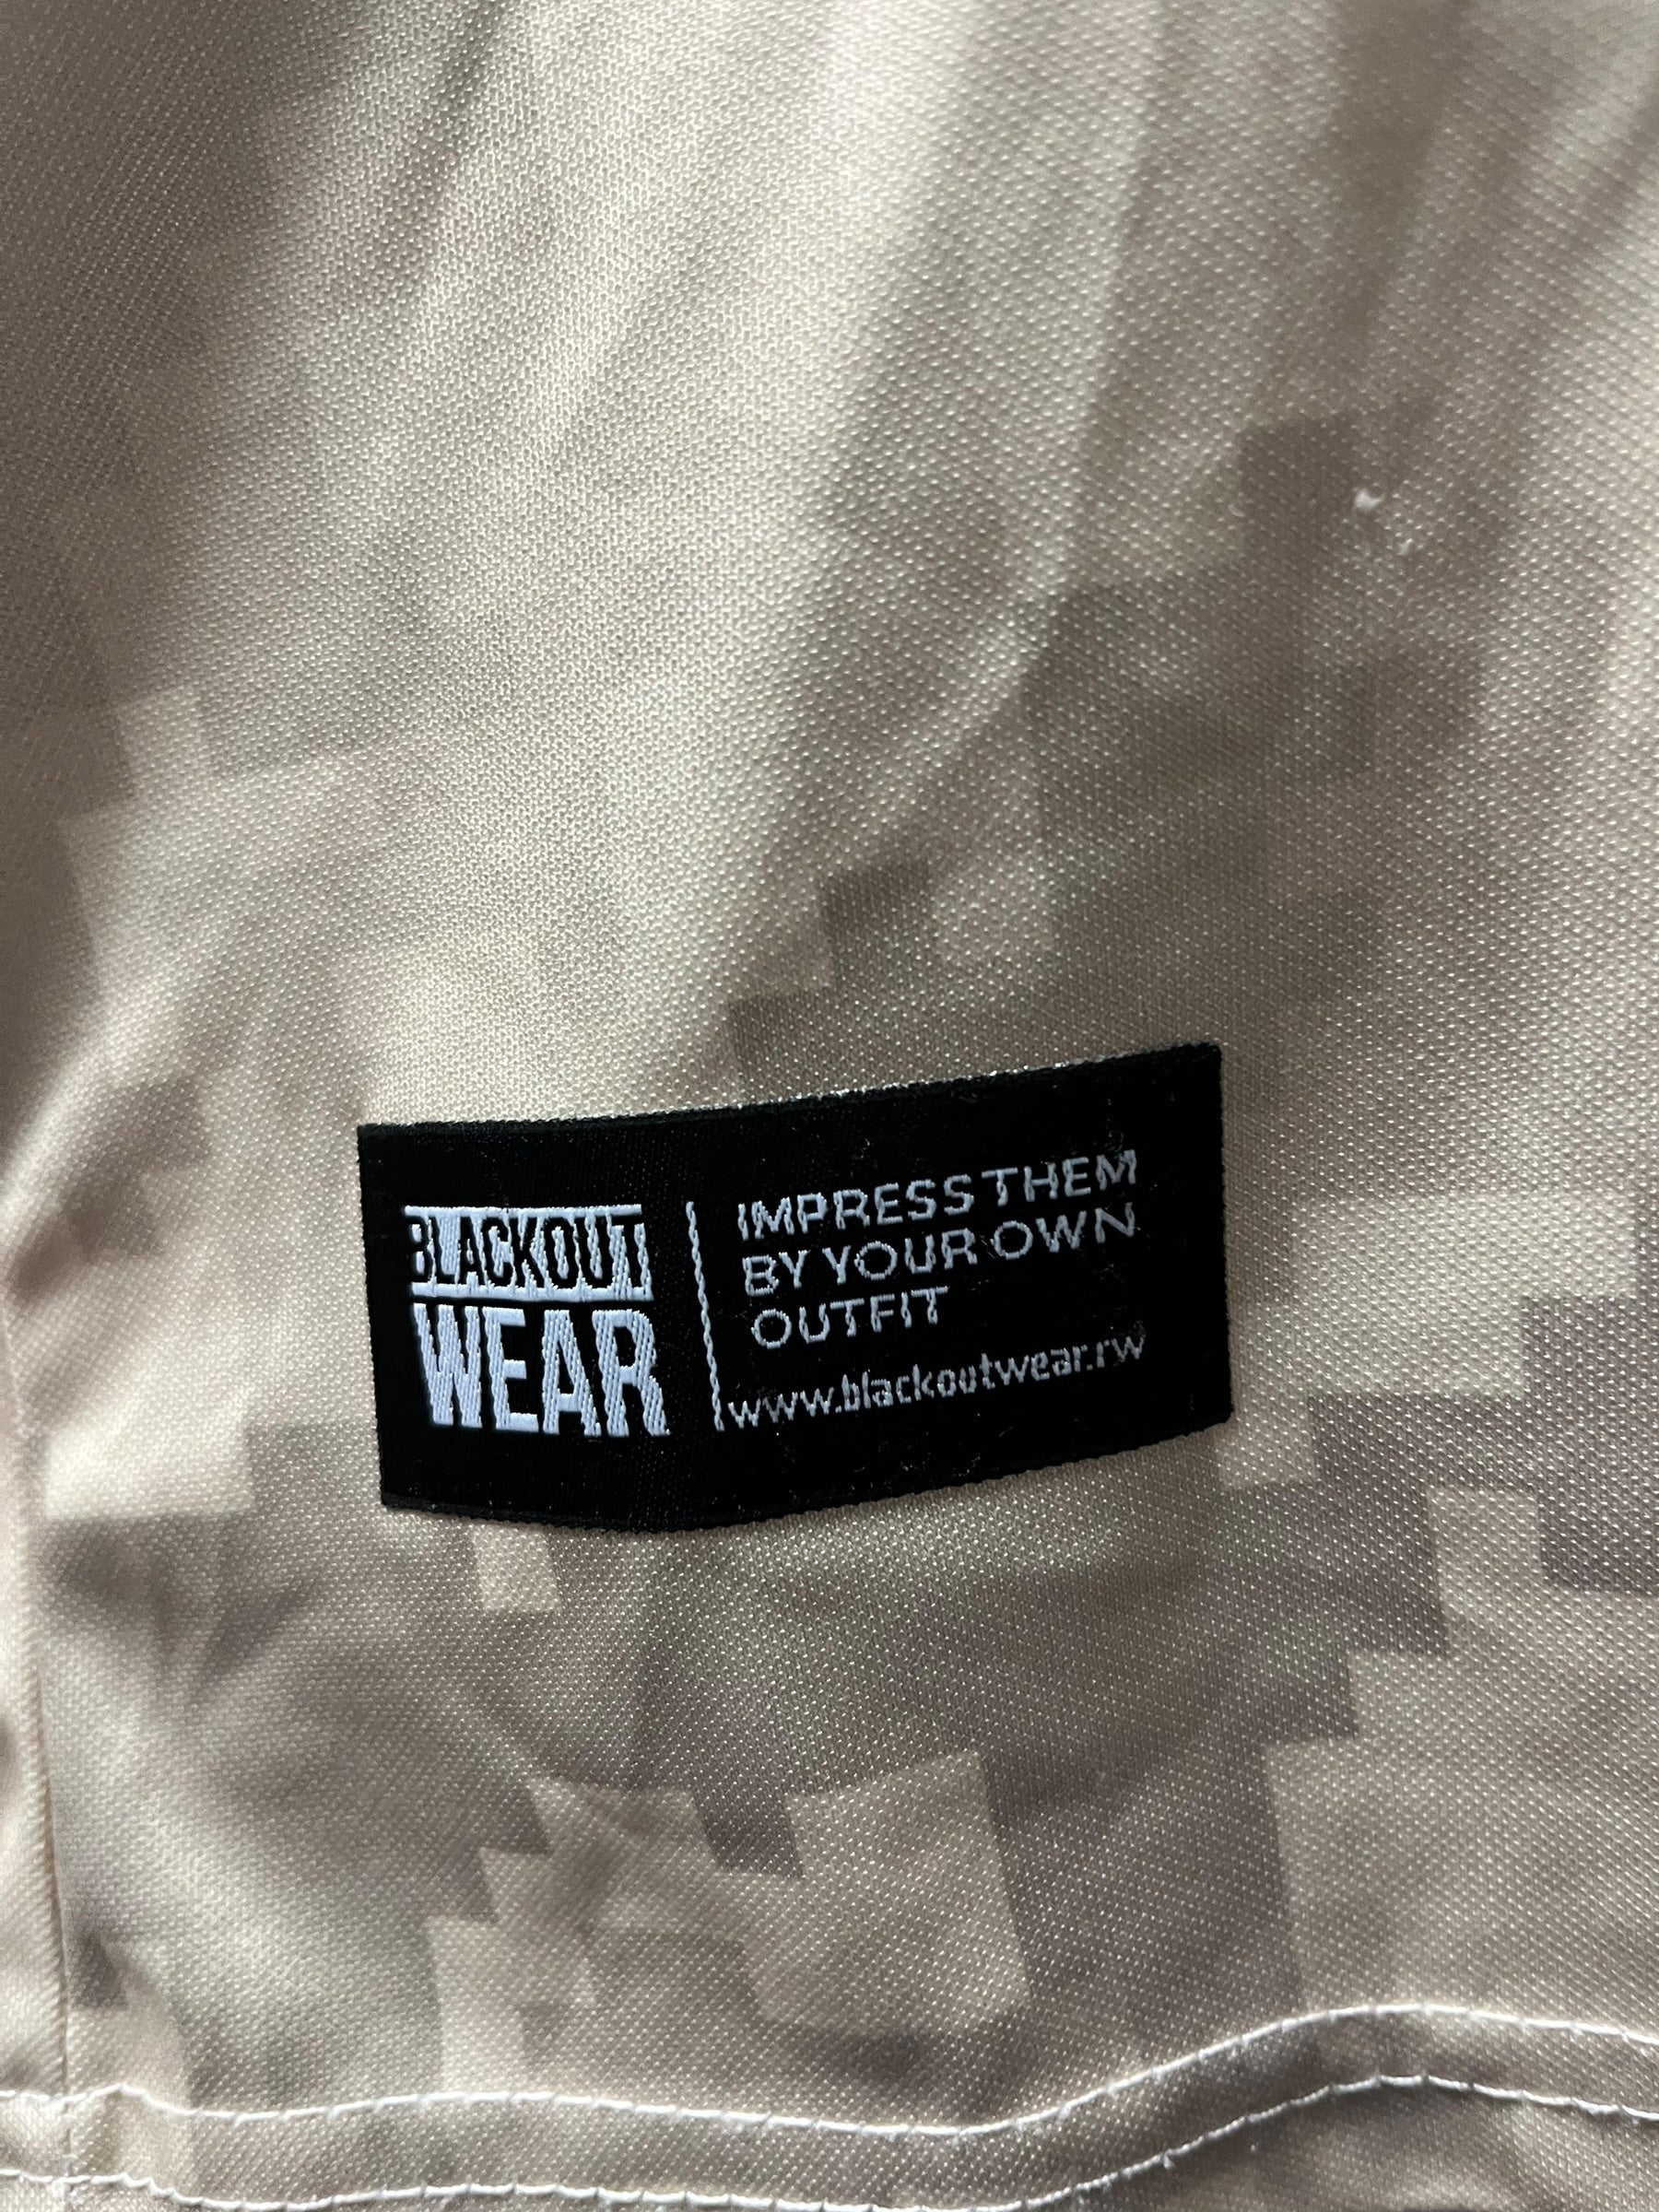 BLACKOUT
WEAR
IMPRESS THEM
BY YOUR OWN
OUTFIT
www.blackoutwear.rw